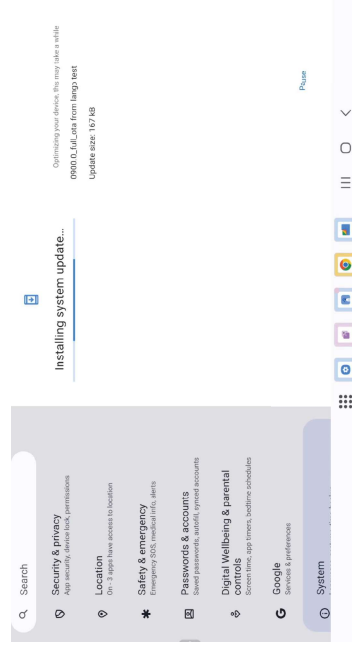 Search
Security & privacy
App security, device lock, permissions
Location
On - 3 apps have access to location
Safety & emergency
Emergency SOS, medical info, alerts
Passwords & accounts
Saved passwords, autofill, synced accounts
Digital Wellbeing & parental
controls
Screen time, app timers, bedtime schedules
Google
Services & preferences
System
Installing system update...
Optimizing your device, this may take a while
0900.0_full_ota from lango test
Update size: 167 kB
Pause